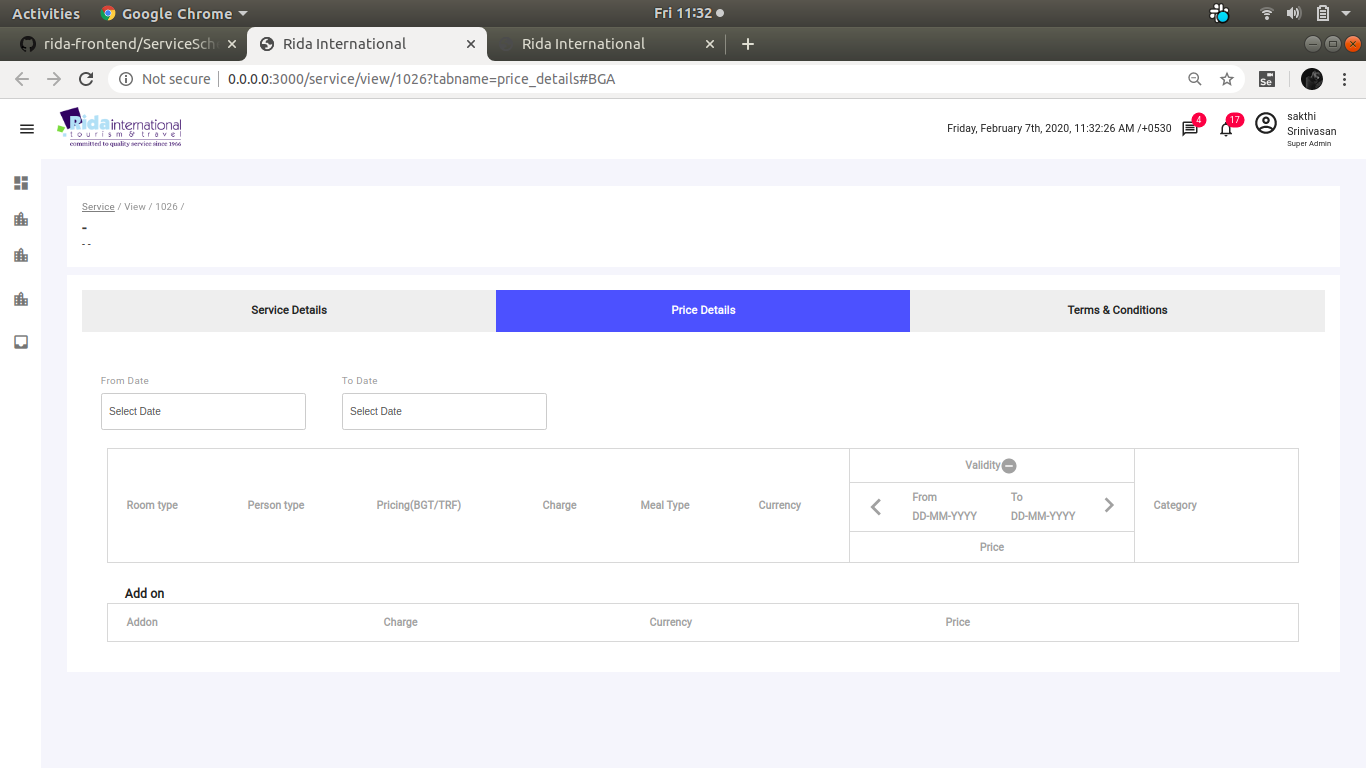 Activities Google Chrome Fri 11:32
rida-frontend/ServiceSch Rida International Rida International
Not secure 0.0.0.0:3000/service/view/1026?tabname=price_details#BGA Se
Rida international
tourism & travel
committed to quality service since 1966
Friday, February 7th, 2020, 11:32:26 AM /+0530 4 17 sakthi
Srinivasan
Super Admin
Service / View / 1026 /
-
- -
Service Details Price Details Terms & Conditions
From Date To Date
Select Date Select Date
Validity
Room type Person type Pricing(BGT/TRF) Charge Meal Type Currency From To Category
DD-MM-YYYY DD-MM-YYYY
Price
Add on
Addon Charge Currency Price